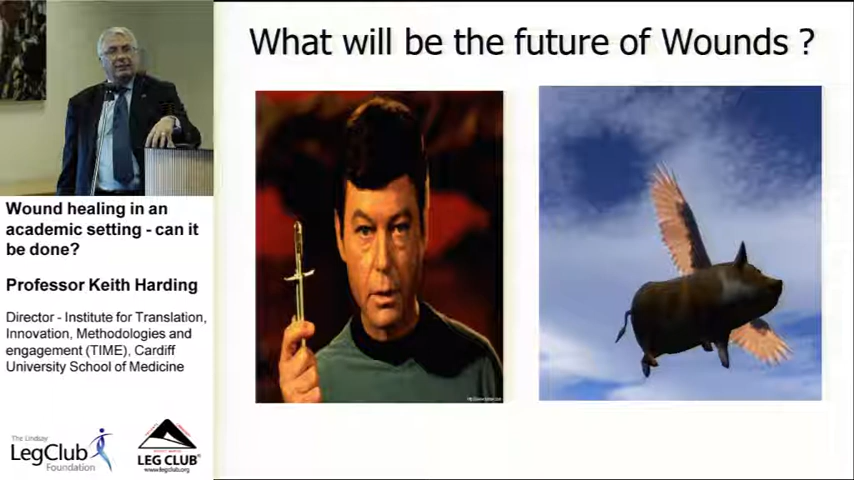 What will be the future of Wounds ?
Wound healing in an
academic setting - can it
be done?
Professor Keith Harding
Director - Institute for Translation,
Innovation, Methodologies and
engagement (TIME), Cardiff
University School of Medicine
The Lindsay
LegClub
Foundation
LEG CLUB®
www.legclub.org